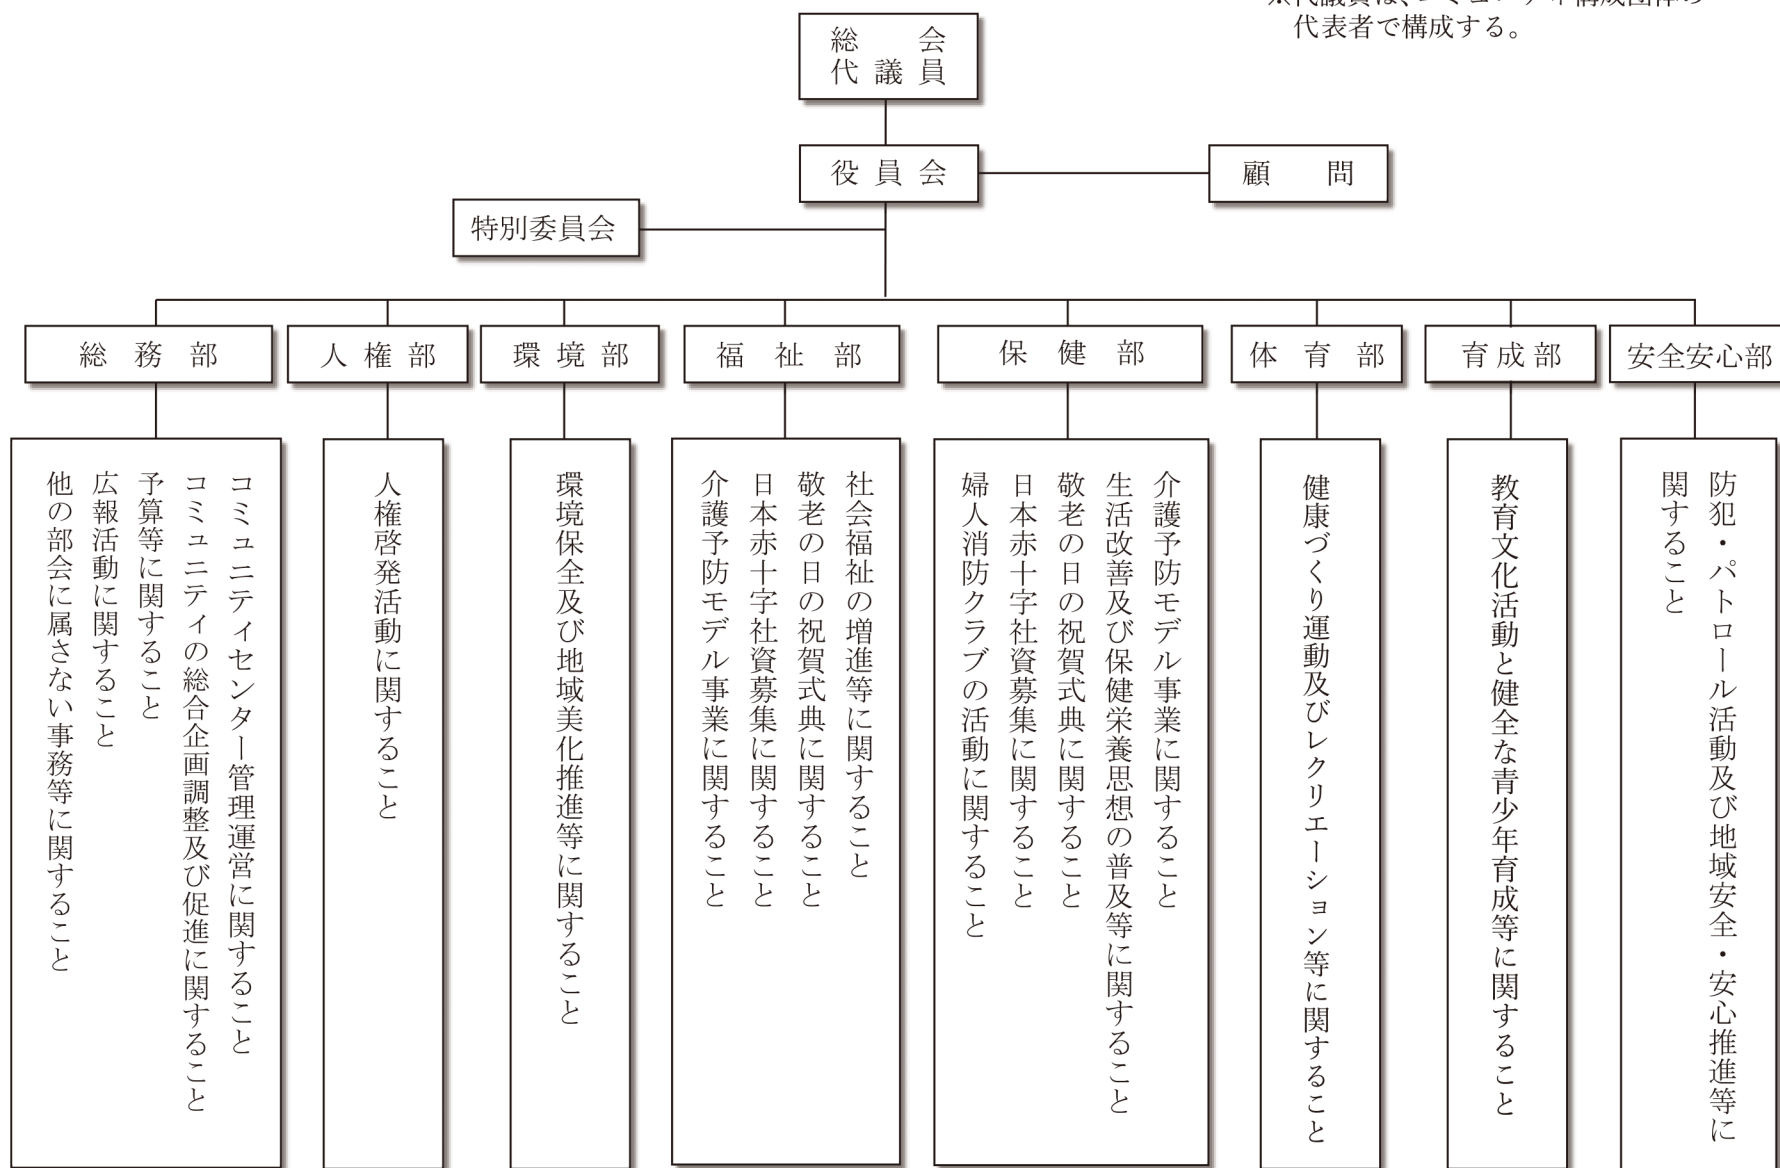 ※代議員は、コミュニティ構成団体の
代表者で構成する。
総会
代議員
役員会
顧問
特別委員会
総務部
人権部
環境部
福祉部
保健部
体育部
育成部
安全安心部
コミュニティセンター管理運営に関すること
コミュニティの総合企画調整及び促進に関すること
予算等に関すること
広報活動に関すること
他の部会に属さない事務等に関すること
人権啓発活動に関すること
環境保全及び地域美化推進等に関すること
社会福祉の増進等に関すること
敬老の日の祝賀式典に関すること
日本赤十字社資募集に関すること
介護予防モデル事業に関すること
介護予防モデル事業に関すること
生活改善及び保健栄養思想の普及等に関すること
敬老の日の祝賀式典に関すること
日本赤十字社資募集に関すること
婦人消防クラブの活動に関すること
健康づくり運動及びレクリエーション等に関すること
教育文化活動と健全な青少年育成等に関すること
防犯・パトロール活動及び地域安全・安心推進等に
関すること